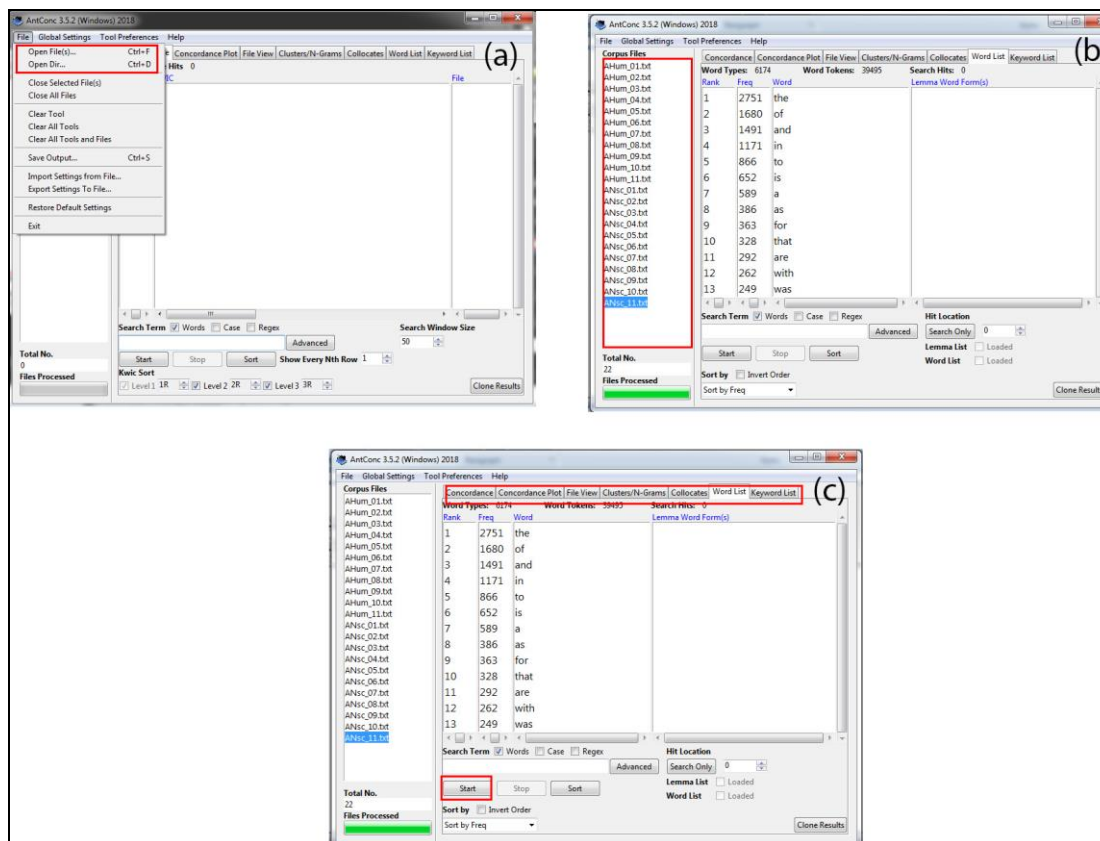 AntConc 3.5.2 (Windows) 2018
File Global Settings Tool Preferences Help
(a)
Open File(s)... Ctrl+F
Open Dir... Ctrl+D
Close Selected File(s)
Close All Files
Clear Tool
Clear All Tools
Clear All Tools and Files
Save Output... Ctrl+S
Import Settings from File...
Export Settings To File...
Restore Default Settings
Exit
Concordance Plot File View Clusters/N-Grams Collocates Word List Keyword List
Hits 0
File
Search Term Words Case Regex Search Window Size
Advanced 50
Start Stop Sort Show Every Nth Row 1
Kwic Sort
Level 1 1R Level 2 2R Level 3 3R Clone Results
Total No.
0
Files Processed
AntConc 3.5.2 (Windows) 2018
File Global Settings Tool Preferences Help
(b)
Corpus Files
AHum_01.txt
AHum_02.txt
AHum_03.txt
AHum_04.txt
AHum_05.txt
AHum_06.txt
AHum_07.txt
AHum_08.txt
AHum_09.txt
AHum_10.txt
AHum_11.txt
ANsc_01.txt
ANsc_02.txt
ANsc_03.txt
ANsc_04.txt
ANsc_05.txt
ANsc_06.txt
ANsc_07.txt
ANsc_08.txt
ANsc_09.txt
ANsc_10.txt
ANsc_11.txt
Total No.
22
Files Processed
Concordance Concordance Plot File View Clusters/N-Grams Collocates Word List Keyword List
Word Types: 6174 Word Tokens: 39495 Search Hits: 0
Rank Freq Word Lemma Word Form(s)
1 2751 the
2 1680 of
3 1491 and
4 1171 in
5 866 to
6 652 is
7 589 a
8 386 as
9 363 for
10 328 that
11 292 are
12 262 with
13 249 was
Search Term Words Case Regex Hit Location
Advanced Search Only 0
Start Stop Sort Lemma List Loaded
Word List Loaded
Sort by Invert Order
Sort by Freq Clone Results
AntConc 3.5.2 (Windows) 2018
File Global Settings Tool Preferences Help
(c)
Corpus Files
AHum_01.txt
AHum_02.txt
AHum_03.txt
AHum_04.txt
AHum_05.txt
AHum_06.txt
AHum_07.txt
AHum_08.txt
AHum_09.txt
AHum_10.txt
AHum_11.txt
ANsc_01.txt
ANsc_02.txt
ANsc_03.txt
ANsc_04.txt
ANsc_05.txt
ANsc_06.txt
ANsc_07.txt
ANsc_08.txt
ANsc_09.txt
ANsc_10.txt
ANsc_11.txt
Total No.
22
Files Processed
Concordance Concordance Plot File View Clusters/N-Grams Collocates Word List Keyword List
Word Types: 6174 Word Tokens: 39495 Search Hits: 0
Rank Freq Word Lemma Word Form(s)
1 2751 the
2 1680 of
3 1491 and
4 1171 in
5 866 to
6 652 is
7 589 a
8 386 as
9 363 for
10 328 that
11 292 are
12 262 with
13 249 was
Search Term Words Case Regex Hit Location
Advanced Search Only 0
Start Stop Sort Lemma List Loaded
Word List Loaded
Sort by Invert Order
Sort by Freq Clone Results